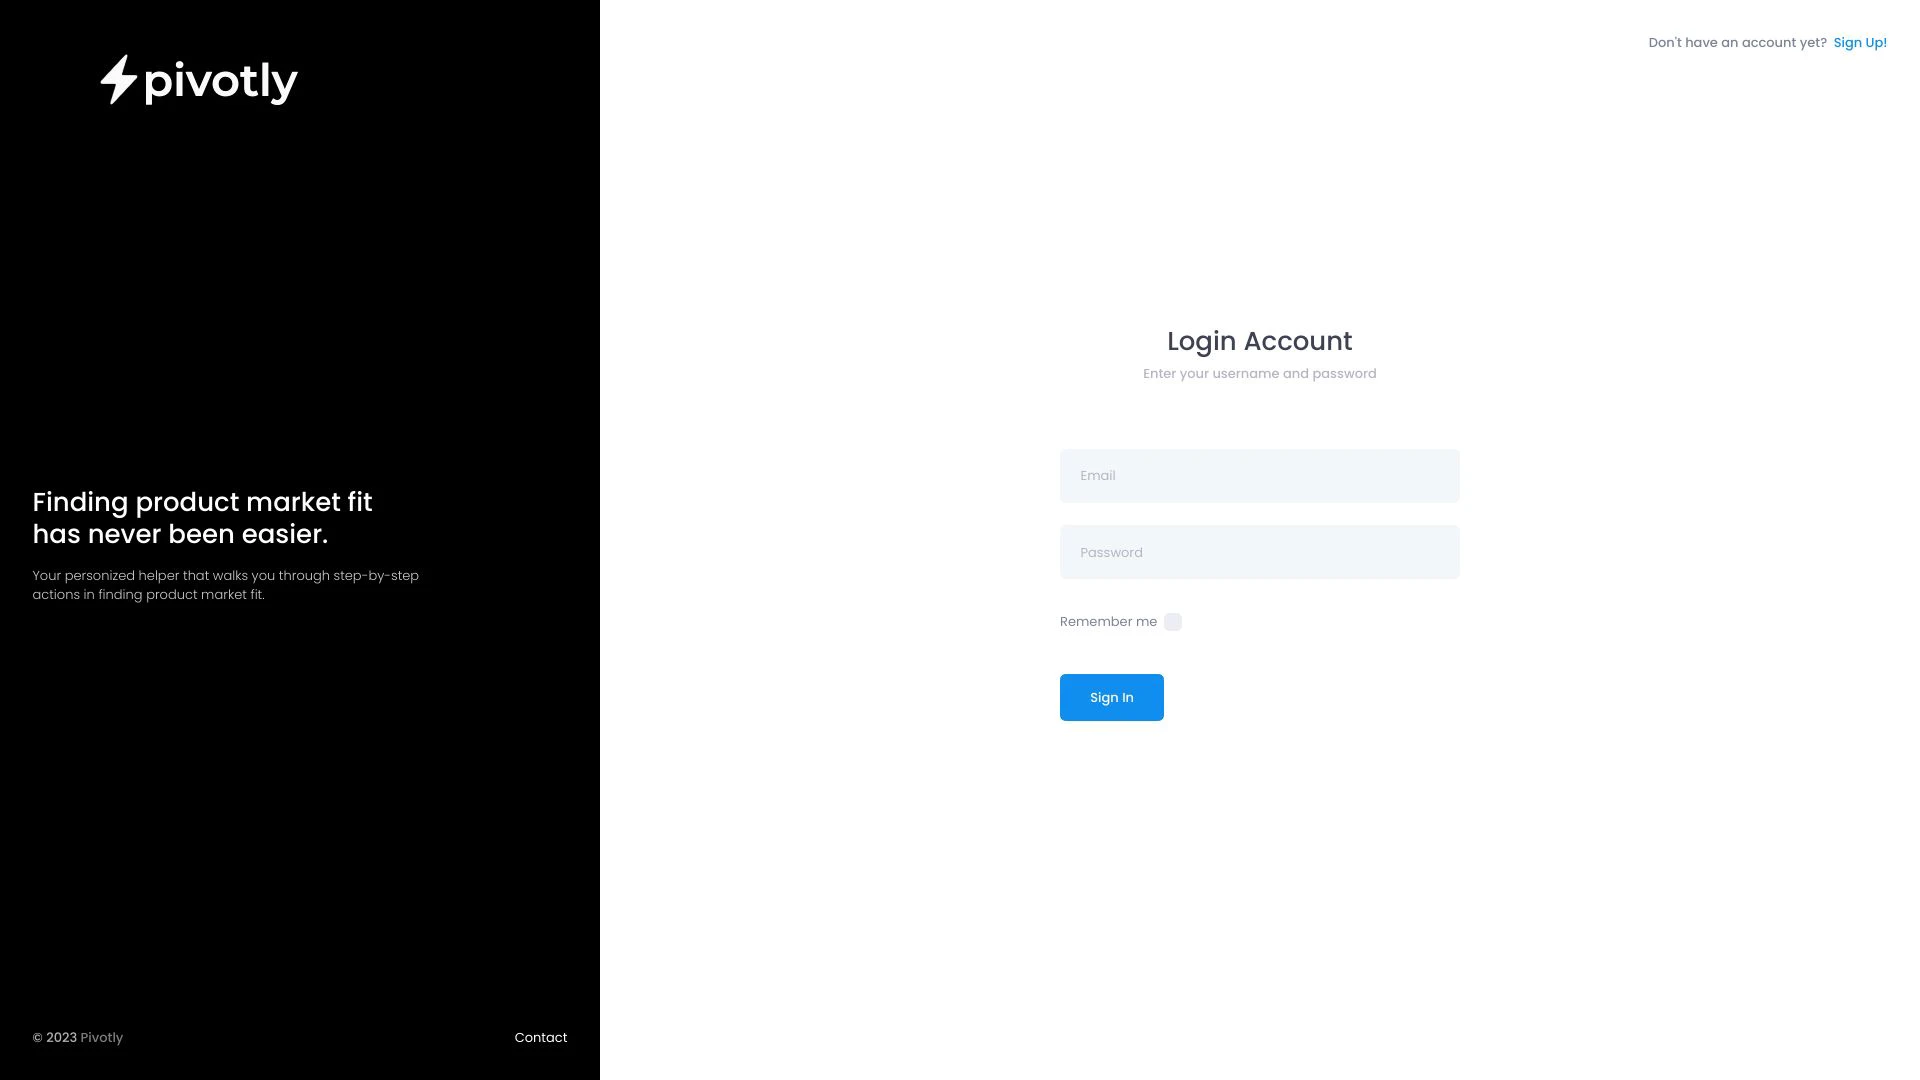 pivotly
Finding product market fit
has never been easier.
Your personized helper that walks you through step-by-step
actions in finding product market fit.
© 2023 Pivotly
Contact
Don't have an account yet? Sign Up!
Login Account
Enter your username and password
Email
Password
Remember me
Sign In